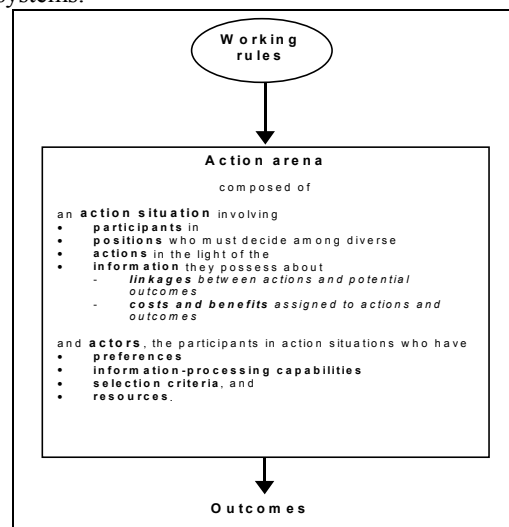 systems.
Working
rules
Action arena
composed of
an action situation involving
• participants in
• positions who must decide among diverse
• actions in the light of the
• information they possess about
- linkages between actions and potential
outcomes
- costs and benefits assigned to actions and
outcomes
and actors, the participants in action situations who have
• preferences
• information-processing capabilities
• selection criteria, and
• resources.
Outcomes